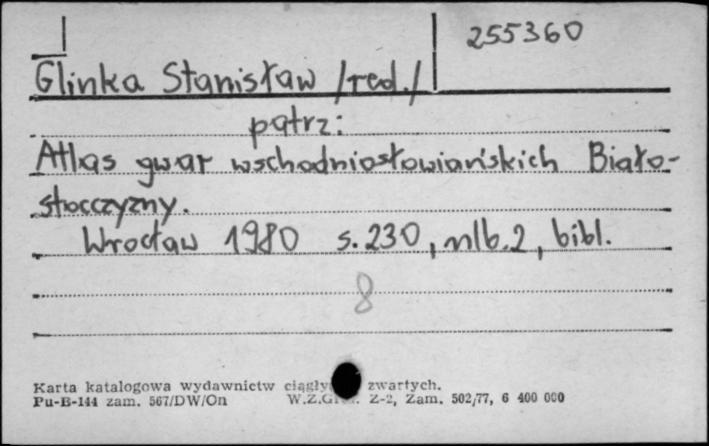 255360
Glinka Stanisław /red./
patrz:
Atlas gwar wschodniosłowiańskich Biało-
stocczyzny.
Wrocław 1980 s.230, nlb.2, bibl.
8
Karta katalogowa wydawnictw zwartych.
Pu-B-144 zam. 567/DW/On Z-2, Zam. 502/77, 6 400 000